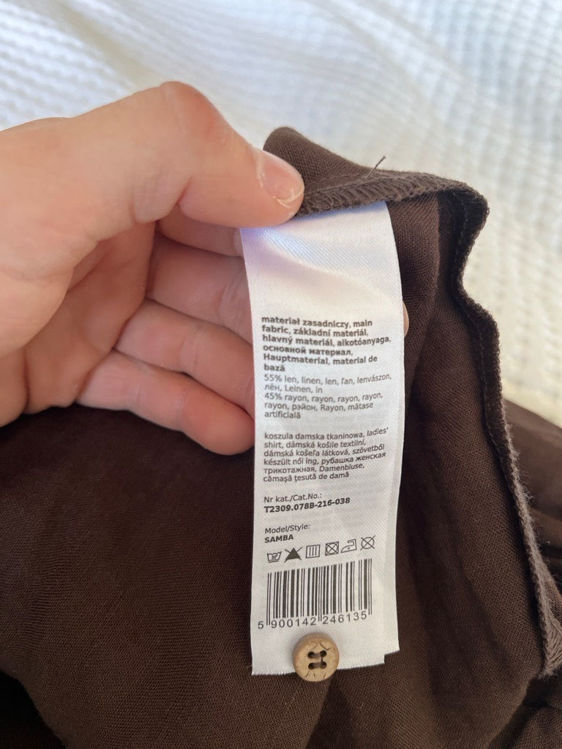 materiał zasadniczy, main
fabric, základní materiál,
hlavný materiál, alkotóanyaga,
основной материал,
Hauptmaterial, material de
bază
55% len, linen, len, ľan, lenvászon,
лён, Leinen, in
45% rayon, rayon, rayon, rayon,
rayon, район, Rayon, mătase
artificială
koszula damska tkaninowa, ladies'
shirt, dámská košile textilní,
dámská košeľa látková, szövetből
készült női ing, рубашка женская
трикотажная, Damenbluse,
cămașă țesută de damă
Nr kat./Cat.No.:
T2309.078B-216-038
Model/Style:
SAMBA
5 900142 246135